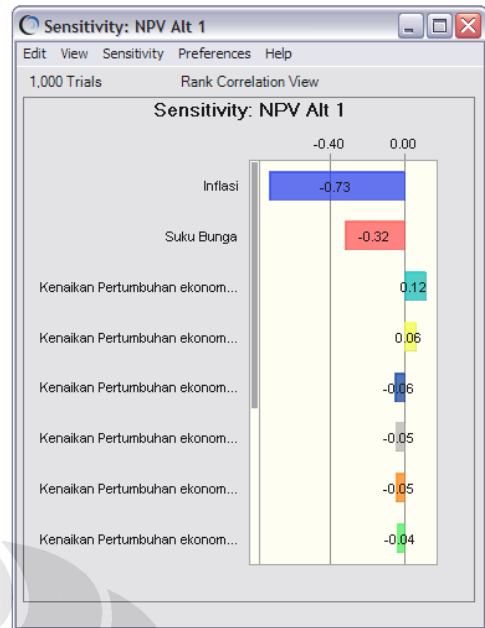 Sensitivity: NPV Alt 1
Edit View Sensitivity Preferences Help
1,000 Trials Rank Correlation View
Sensitivity: NPV Alt 1
-0.40 0.00
Inflasi -0.73
Suku Bunga -0.32
Kenaikan Pertumbuhan ekonom... 0.12
Kenaikan Pertumbuhan ekonom... 0.06
Kenaikan Pertumbuhan ekonom... -0.06
Kenaikan Pertumbuhan ekonom... -0.05
Kenaikan Pertumbuhan ekonom... -0.05
Kenaikan Pertumbuhan ekonom... -0.04